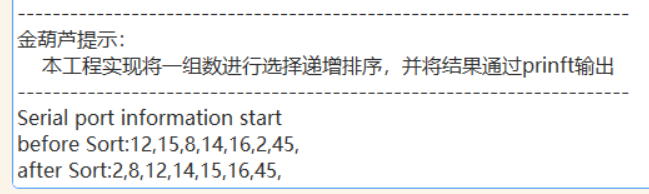 ---------------------------------------------------------------------
金葫芦提示：
本工程实现将一组数进行选择递增排序，并将结果通过prinft输出
---------------------------------------------------------------------
Serial port information start
before Sort:12,15,8,14,16,2,45,
after Sort:2,8,12,14,15,16,45,